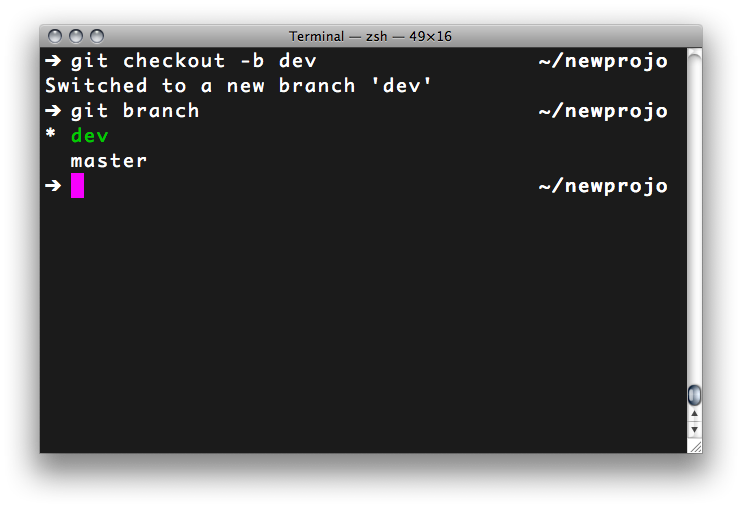 Terminal — zsh — 49×16
➔ git checkout -b dev ~/newprojo
Switched to a new branch 'dev'
➔ git branch ~/newprojo
* dev
master
➔ ~/newprojo